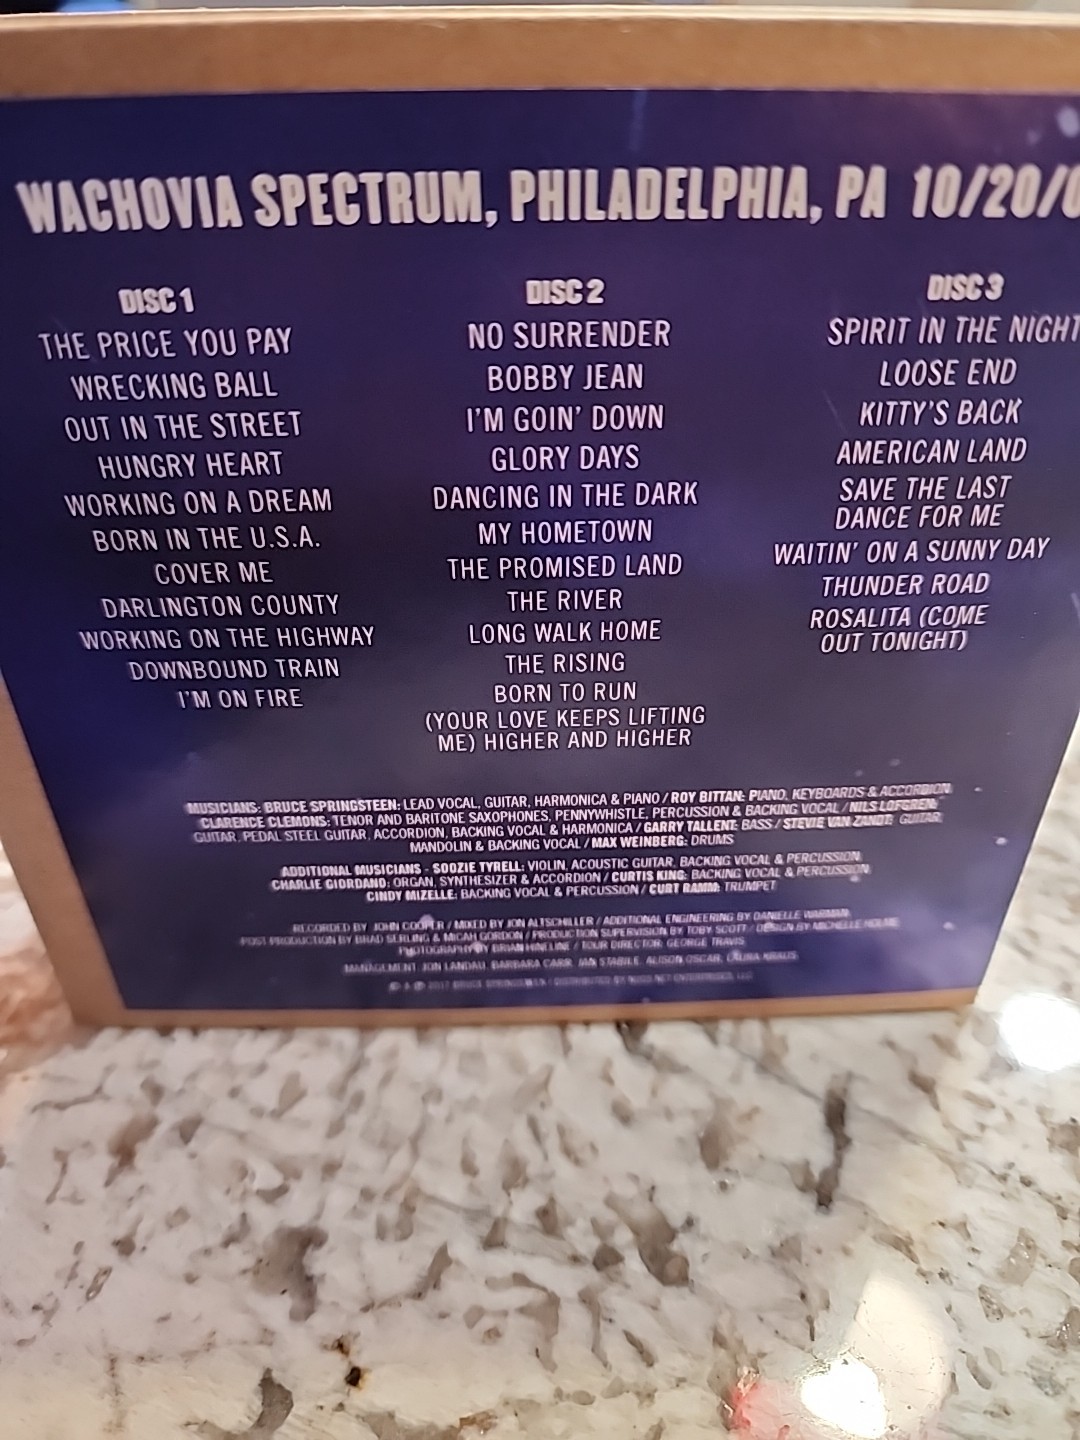 WACHOVIA SPECTRUM, PHILADELPHIA, PA 10/20/0
DISC 1
THE PRICE YOU PAY
WRECKING BALL
OUT IN THE STREET
HUNGRY HEART
WORKING ON A DREAM
BORN IN THE U.S.A.
COVER ME
DARLINGTON COUNTY
WORKING ON THE HIGHWAY
DOWNBOUND TRAIN
I'M ON FIRE
DISC 2
NO SURRENDER
BOBBY JEAN
I'M GOIN' DOWN
GLORY DAYS
DANCING IN THE DARK
MY HOMETOWN
THE PROMISED LAND
THE RIVER
LONG WALK HOME
THE RISING
BORN TO RUN
(YOUR LOVE KEEPS LIFTING
ME) HIGHER AND HIGHER
DISC 3
SPIRIT IN THE NIGHT
LOOSE END
KITTY'S BACK
AMERICAN LAND
SAVE THE LAST
DANCE FOR ME
WAITIN' ON A SUNNY DAY
THUNDER ROAD
ROSALITA (COME
OUT TONIGHT)
MUSICIANS: BRUCE SPRINGSTEEN: LEAD VOCAL, GUITAR, HARMONICA & PIANO / ROY BITTAN: PIANO, KEYBOARDS & ACCORDION
CLARENCE CLEMONS: TENOR AND BARITONE SAXOPHONES, PENNYWHISTLE, PERCUSSION & BACKING VOCAL / NILS LOFGREN:
GUITAR, PEDAL STEEL GUITAR, ACCORDION, BACKING VOCAL & HARMONICA / GARRY TALLENT: BASS / STEVIE VAN ZANDT: GUITAR,
MANDOLIN & BACKING VOCAL / MAX WEINBERG: DRUMS
ADDITIONAL MUSICIANS - SOOZIE TYRELL: VIOLIN, ACOUSTIC GUITAR, BACKING VOCAL & PERCUSSION
CHARLIE GIORDANO: ORGAN, SYNTHESIZER & ACCORDION / CURTIS KING: BACKING VOCAL & PERCUSSION
CINDY MIZELLE: BACKING VOCAL & PERCUSSION / CURT RAMM: TRUMPET
RECORDED BY JOHN COOPER / MIXED BY JON ALTSCHILLER / ADDITIONAL ENGINEERING BY DANIELLE WARMAN
POST PRODUCTION BY BRAD SERLING & MICAH GORDON / PRODUCTION SUPERVISION BY TOBY SCOTT / DESIGN BY MICHELLE HOLME
PHOTOGRAPHY BY BRIAN HINELINE / TOUR DIRECTOR: GEORGE TRAVIS
MANAGEMENT: JON LANDAU, BARBARA CARR, JAN STABILE, ALISON OSCAR, LAURA KRAUS
© & ℗ 2017 BRUCE SPRINGSTEEN / DISTRIBUTED BY NUGS.NET ENTERPRISES, LLC